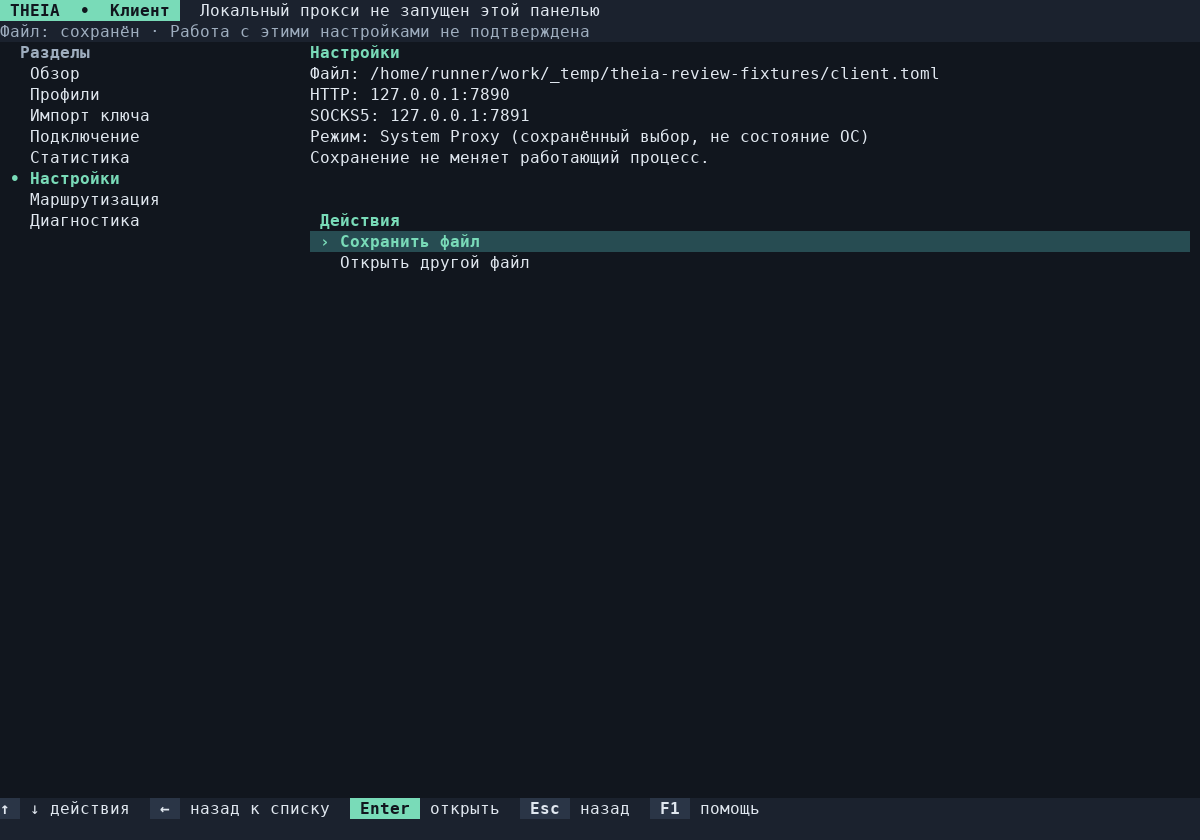 THEIA • Клиент Локальный прокси не запущен этой панелью
Файл: сохранён · Работа с этими настройками не подтверждена
Разделы
Обзор
Профили
Импорт ключа
Подключение
Статистика
• Настройки
Маршрутизация
Диагностика
Настройки
Файл: /home/runner/work/_temp/theia-review-fixtures/client.toml
HTTP: 127.0.0.1:7890
SOCKS5: 127.0.0.1:7891
Режим: System Proxy (сохранённый выбор, не состояние ОС)
Сохранение не меняет работающий процесс.
Действия
› Сохранить файл
Открыть другой файл
↑ ↓ действия ← назад к списку Enter открыть Esc назад F1 помощь